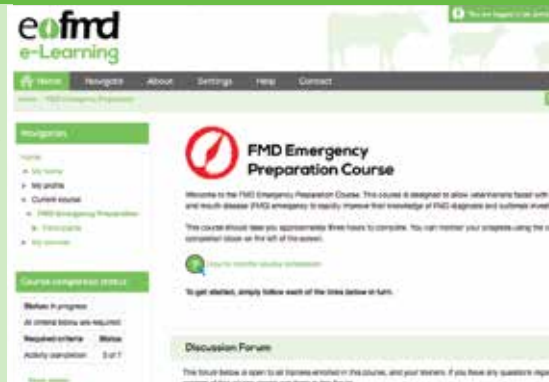 eofmd
e-Learning
You are logged in as
Home Navigate About Settings Help Contact
Home FMD Emergency Preparation
Navigation
Home
My home
My profile
Current course
FMD Emergency Preparation
Participants
My courses
FMD Emergency
Preparation Course
Welcome to the FMD Emergency Preparation Course. This course is designed to allow veterinarians faced with
and mouth disease (FMD) emergency to rapidly improve their knowledge of FMD diagnosis and outbreak
This course should take you approximately three hours to complete. You can monitor your progress using the
completion block on the left of the screen.
How to monitor course completion
To get started, simply follow each of the links below in turn.
Course completion status
Status: In progress
All criteria below are required:
Required criteria Status
Activity completion
More details
Discussion Forum
The forum below is open to all trainees enrolled in this course, and your trainers. If you have any questions